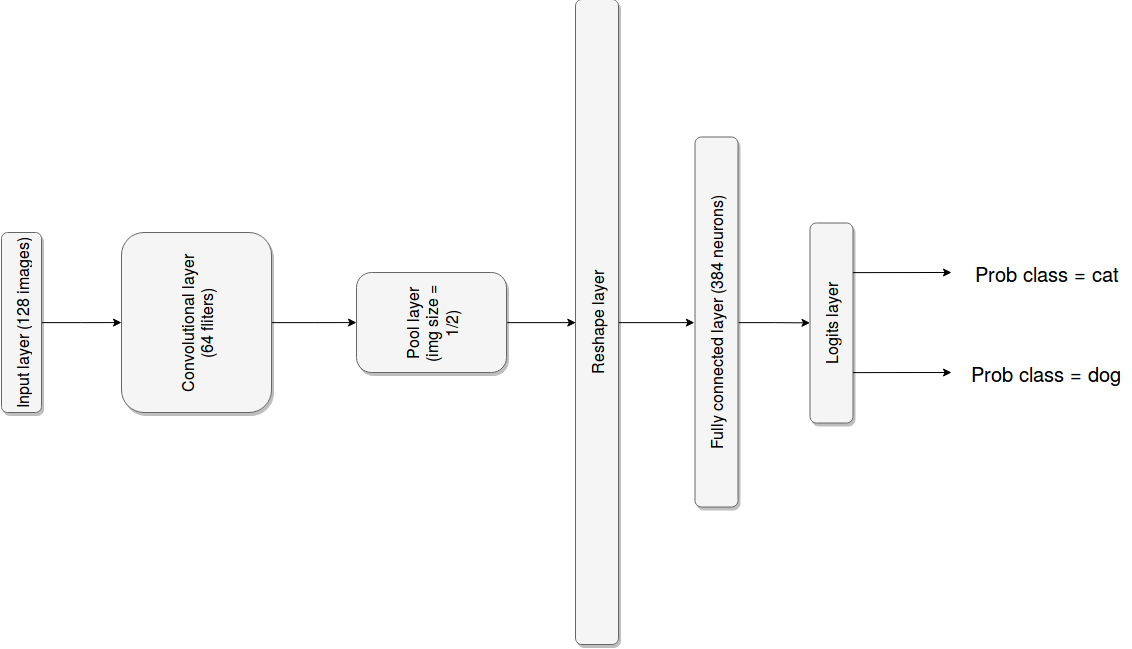 Input layer (128 images)
Convolutional layer
(64 fliters)
Pool layer
(img size =
1/2)
Reshape layer
Fully connected layer (384 neurons)
Logits layer
Prob class = cat
Prob class = dog